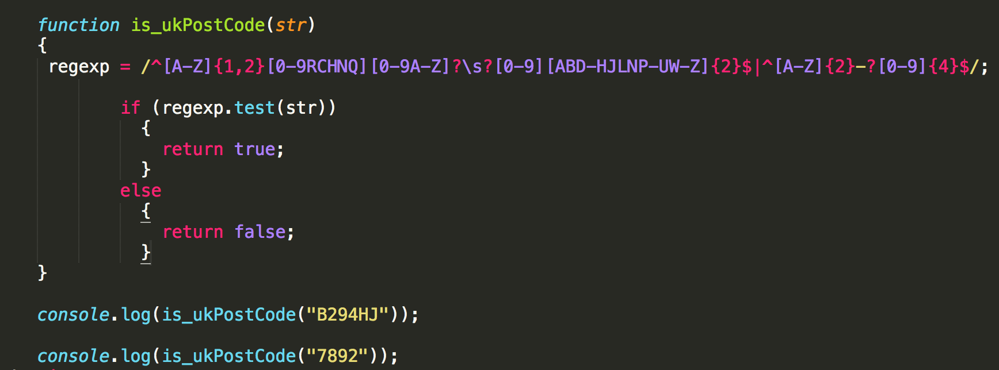 function is_ukPostCode(str)
{
regexp = /^[A-Z]{1,2}[0-9RCHNQ][0-9A-Z]?\s?[0-9][ABD-HJLNP-UW-Z]{2}$|^[A-Z]{2}-?[0-9]{4}$/;
if (regexp.test(str))
{
return true;
}
else
{
return false;
}
}
console.log(is_ukPostCode("B294HJ"));
console.log(is_ukPostCode("7892"));